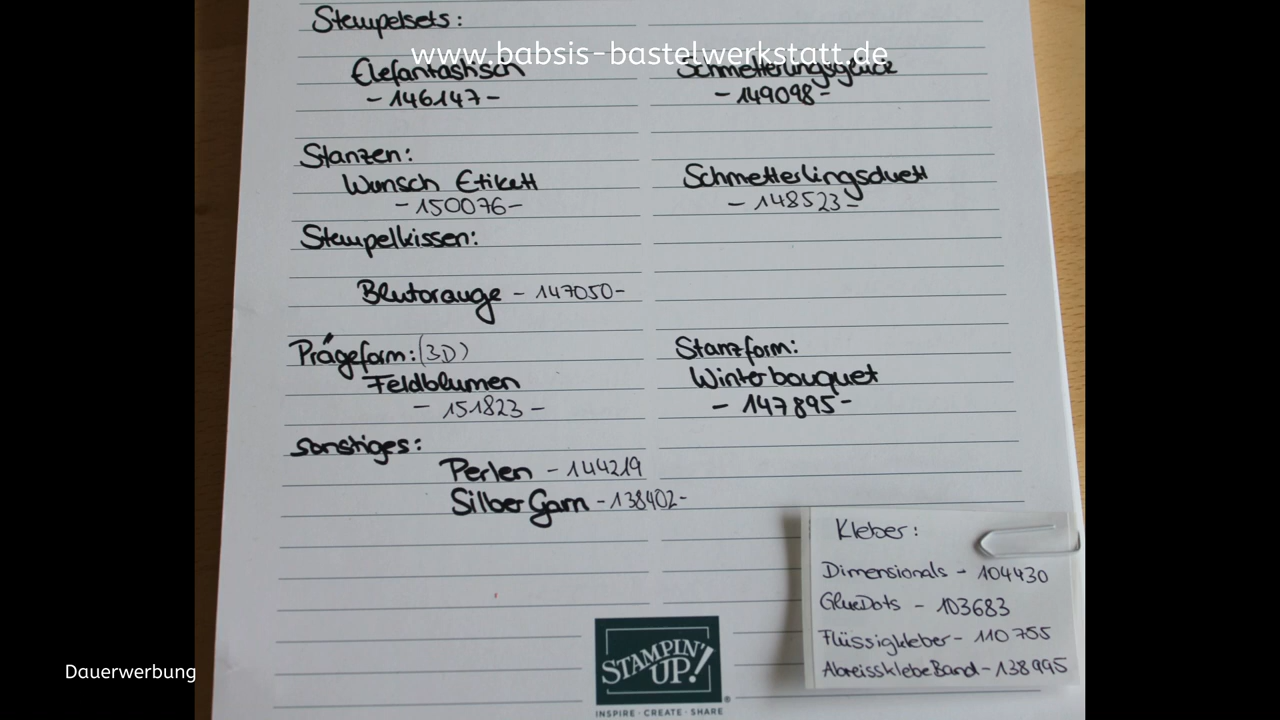 Stempelsets:
www.babsis-bastelwerkstatt.de
Elefantastisch Schmetterlingsglück
- 146147 - - 149098 -
Stanzen:
Wunsch Etikett Schmetterlingsduett
- 150076 - - 148523 -
Stempelkissen:
Blutorange - 147050 -
Prägeform: (3D) Stanzform:
Feldblumen Winterbouquet
- 151823 - - 147895 -
sonstiges:
Perlen - 144219
Silber Garn - 138402 -
Kleber:
Dimensionals - 104430
GlueDots - 103683
Flüssigkleber - 110755
AbreissklebeBand - 138995
STAMPIN' UP!®
INSPIRE · CREATE · SHARE
Dauerwerbung